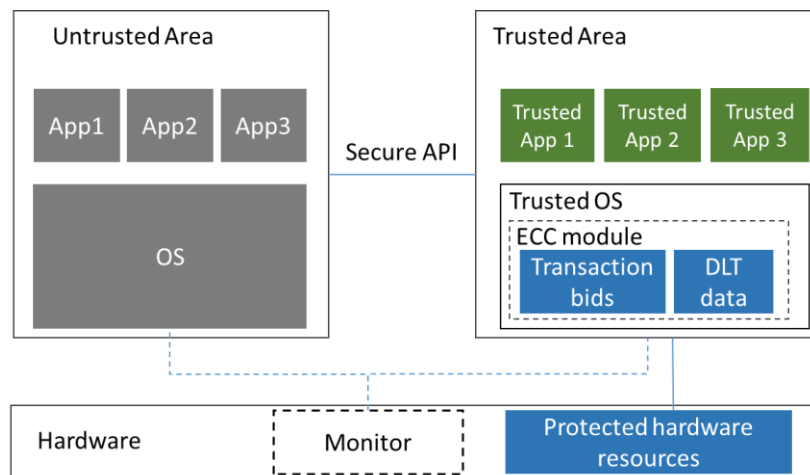 Untrusted Area
App1
App2
App3
OS
Secure API
Trusted Area
Trusted
App 1
Trusted
App 2
Trusted
App 3
Trusted OS
ECC module
Transaction
bids
DLT
data
Hardware
Monitor
Protected hardware
resources